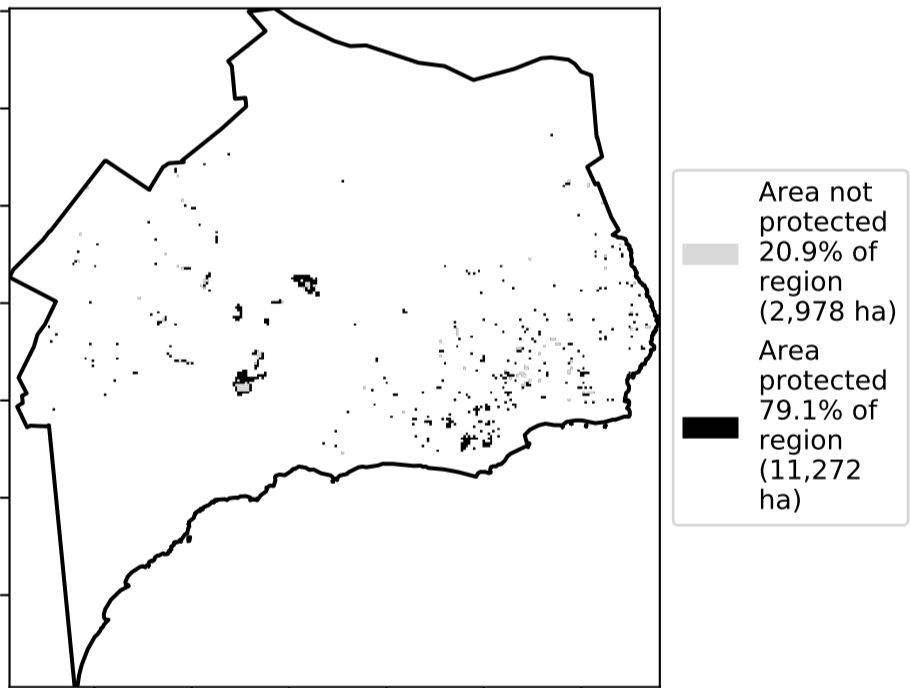 Area not
protected
20.9% of
region
(2,978 ha)
Area
protected
79.1% of
region
(11,272
ha)